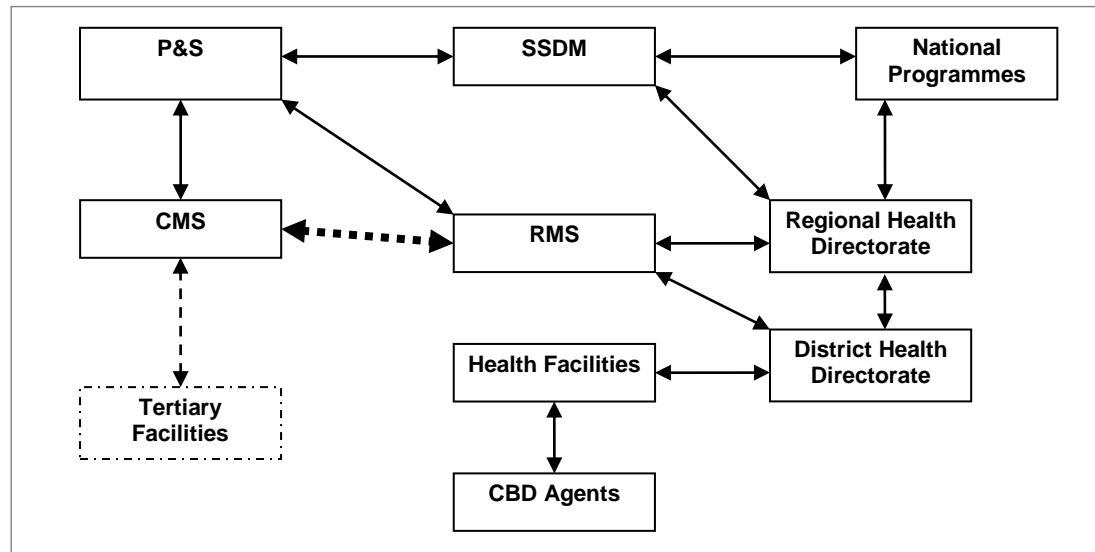 P&S
SSDM
National
Programmes
CMS
RMS
Regional Health
Directorate
Health Facilities
District Health
Directorate
Tertiary
Facilities
CBD Agents